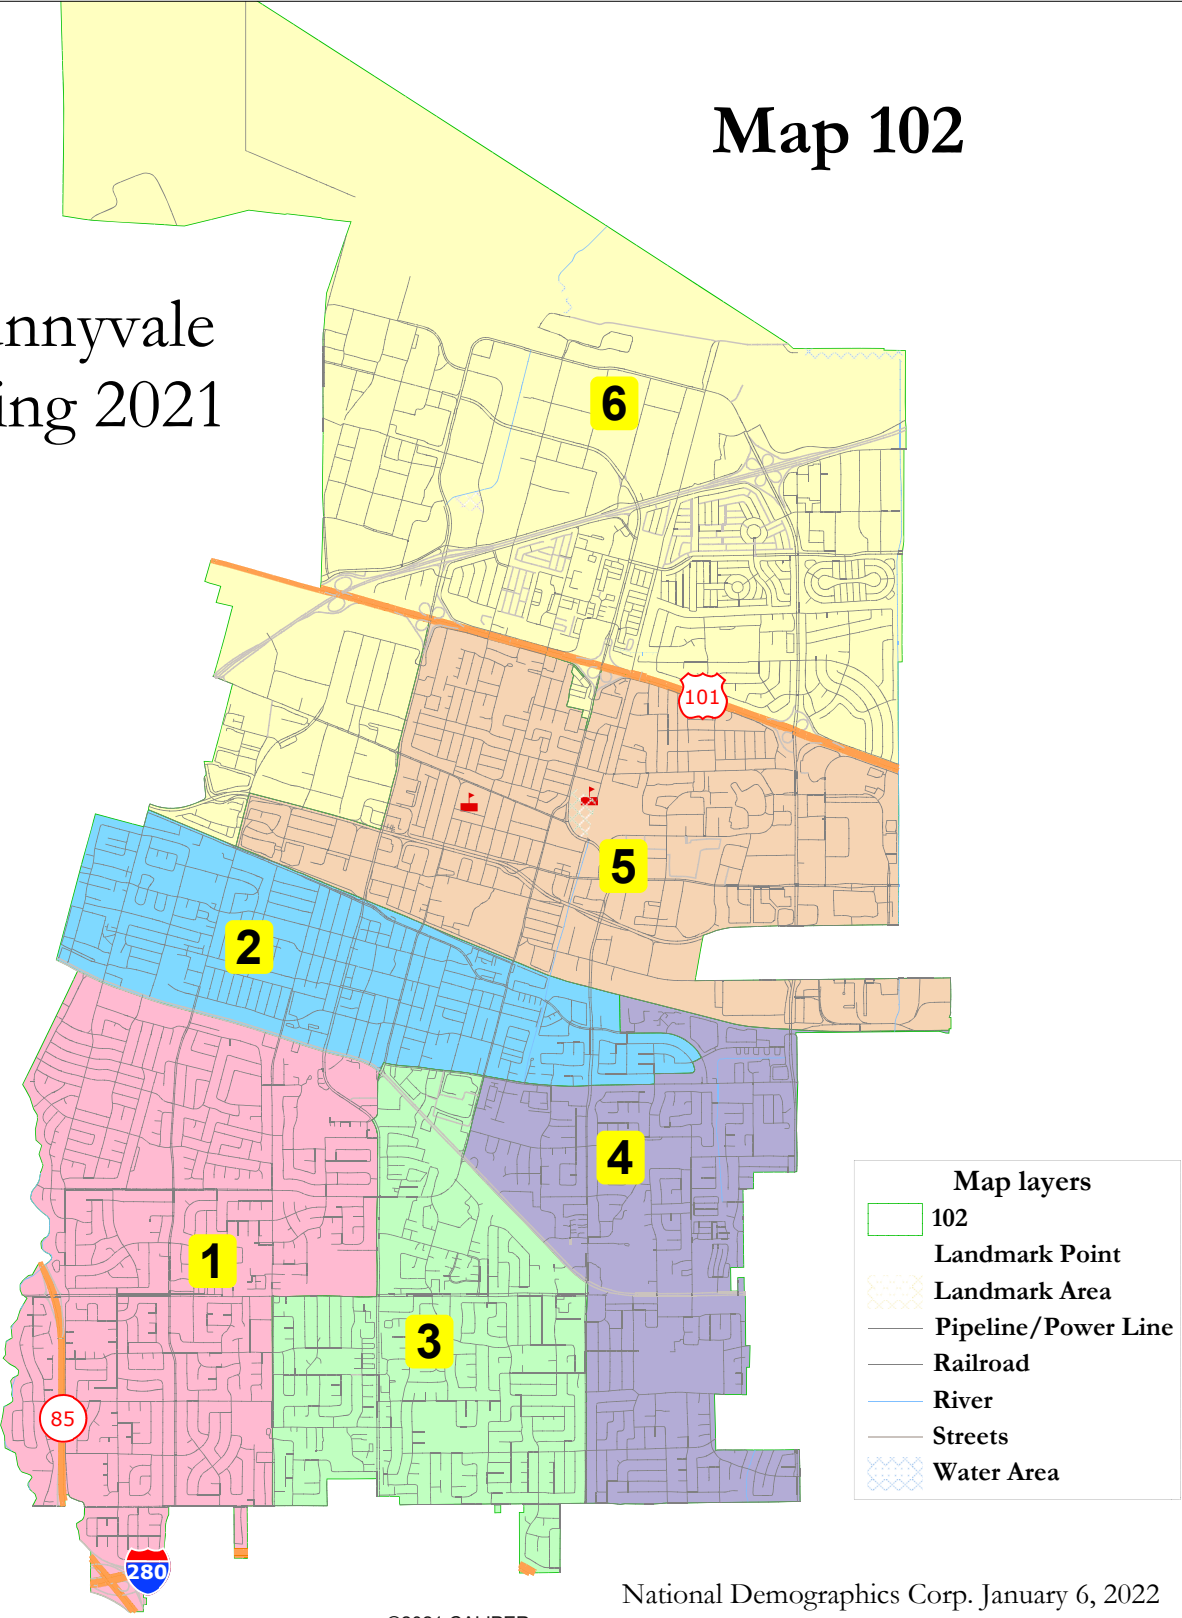 Map 102
nnyvale
ing 2021
6
101
5
2
4
1
3
85
280
Map layers
102
Landmark Point
Landmark Area
Pipeline/Power Line
Railroad
River
Streets
Water Area
National Demographics Corp. January 6, 2022